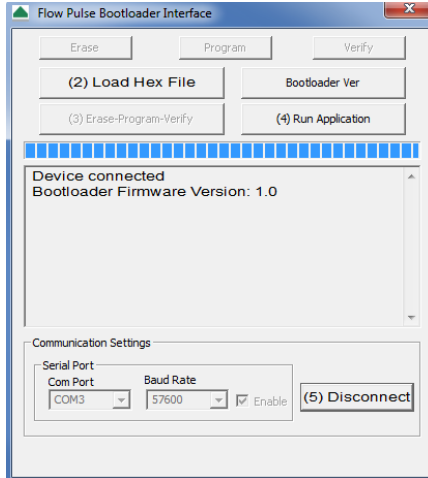 Flow Pulse Bootloader Interface
Erase Program Verify
(2) Load Hex File Bootloader Ver
(3) Erase-Program-Verify (4) Run Application
Device connected
Bootloader Firmware Version: 1.0
Communication Settings
Serial Port
Com Port Baud Rate
COM3 57600 Enable (5) Disconnect